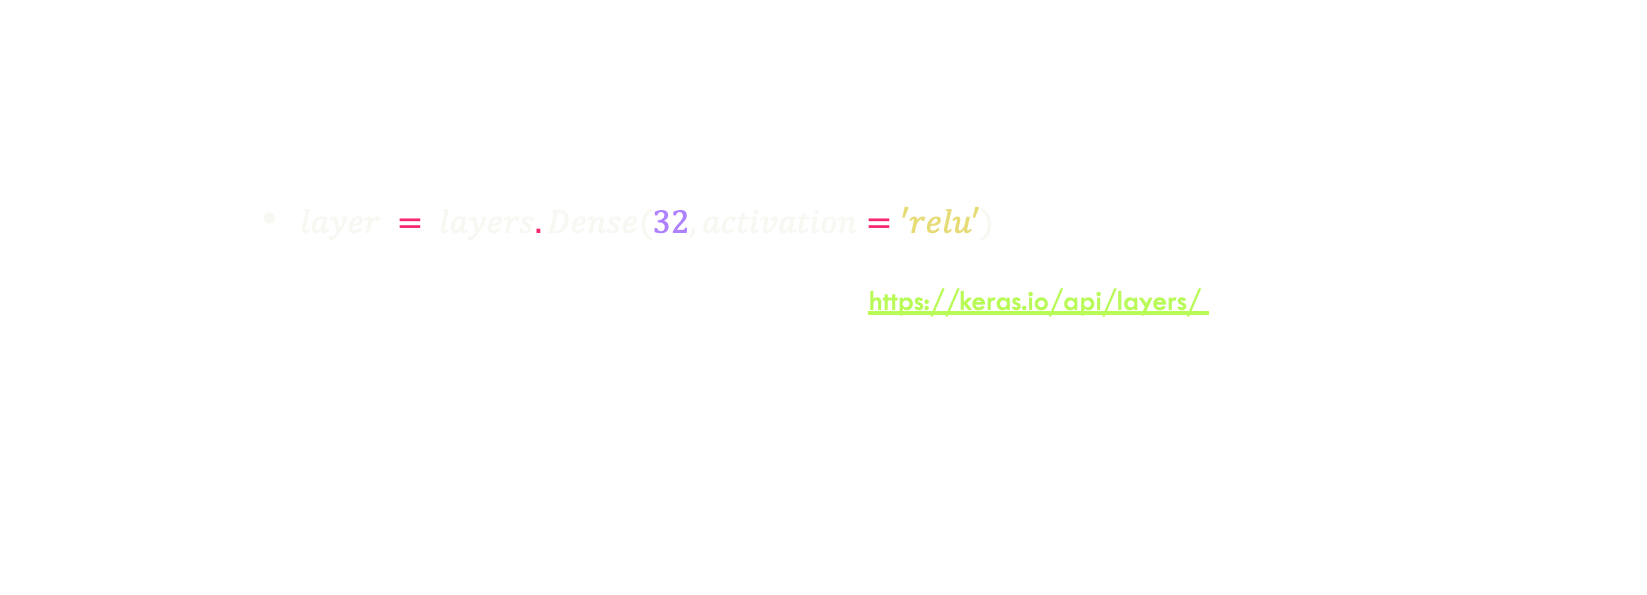 • layer = layers.Dense(32, activation = 'relu')
https://keras.io/api/layers/